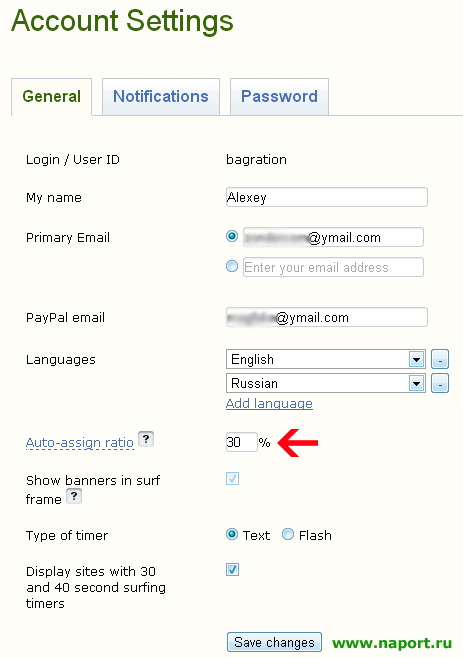 Account Settings
General Notifications Password
Login / User ID bagration
My name Alexey
Primary Email @ymail.com
Enter your email address
PayPal email @ymail.com
Languages English -
Russian -
Add language
Auto-assign ratio ? 30 %
Show banners in surf
frame ?
Type of timer Text Flash
Display sites with 30
and 40 second surfing
timers
Save changes www.naport.ru